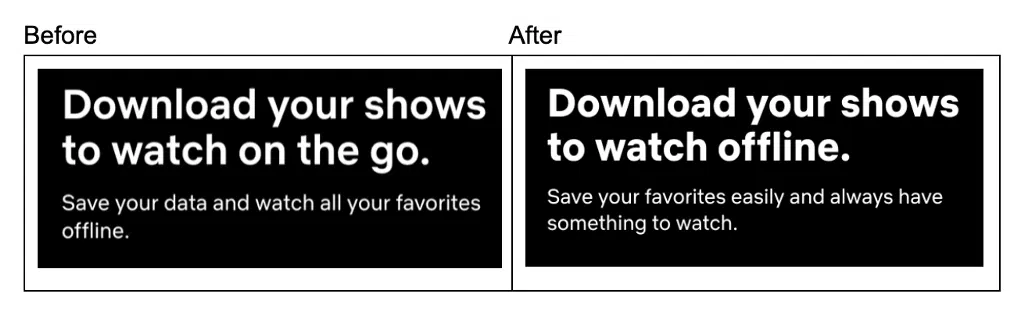 Before
After
Download your shows
to watch on the go.
Save your data and watch all your favorites
offline.
Download your shows
to watch offline.
Save your favorites easily and always have
something to watch.